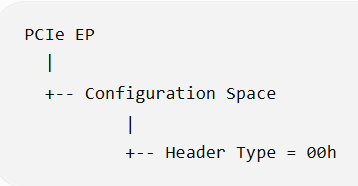 PCIe EP
|
+-- Configuration Space
|
+-- Header Type = 00h